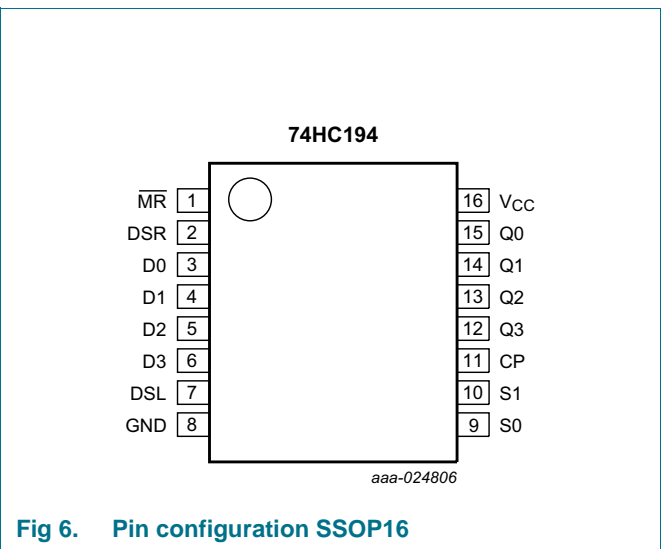 74HC194
M̅R̅ 1 16 VCC
DSR 2 15 Q0
D0 3 14 Q1
D1 4 13 Q2
D2 5 12 Q3
D3 6 11 CP
DSL 7 10 S1
GND 8 9 S0
aaa-024806
Fig 6. Pin configuration SSOP16